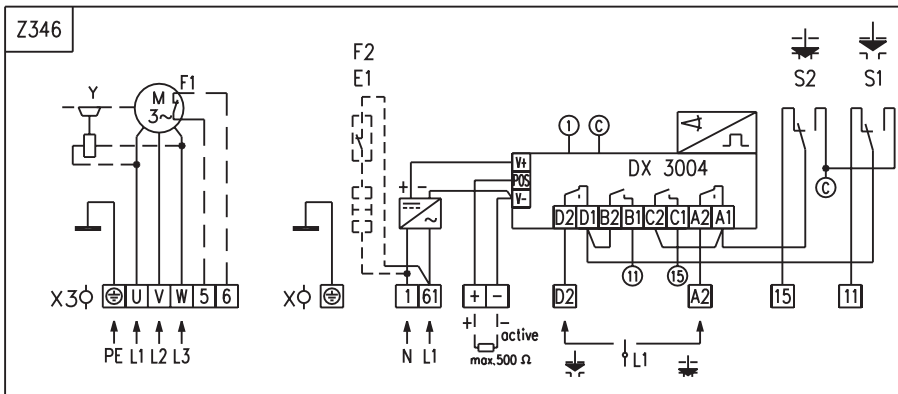 Z346
F2
E1
S2
S1
Y
M
3~
F1
1
C
DX 3004
V+
POS
V-
C
+ -
D2 D1 B2 B1 C2 C1 A2 A1
11
15
X3 U V W 5 6
X
1 61
+ -
D2
A2
15
11
PE L1 L2 L3
N L1
+ -
active
max.500 Ω
L1